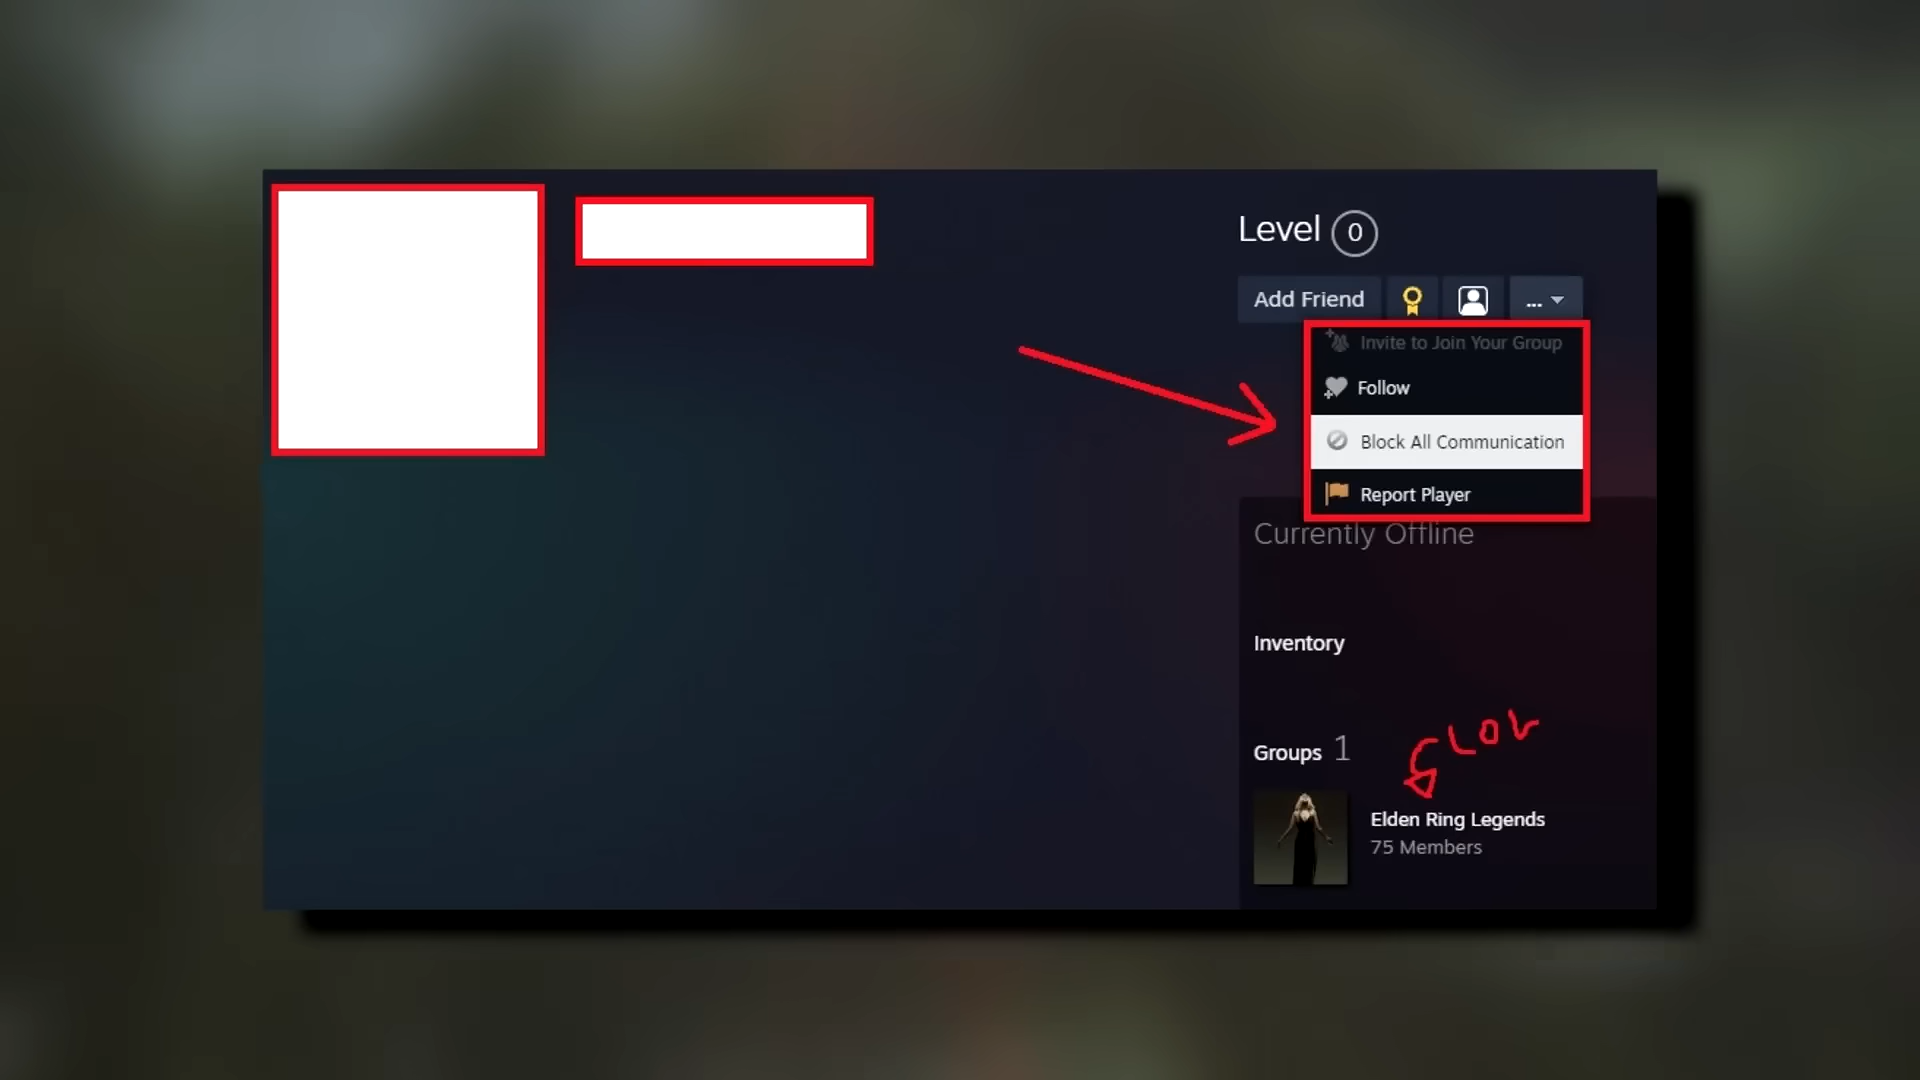 Level 0
Add Friend ...
Invite to Join Your Group
Follow
Block All Communication
Report Player
Currently Offline
Inventory
Groups 1
Elden Ring Legends
75 Members